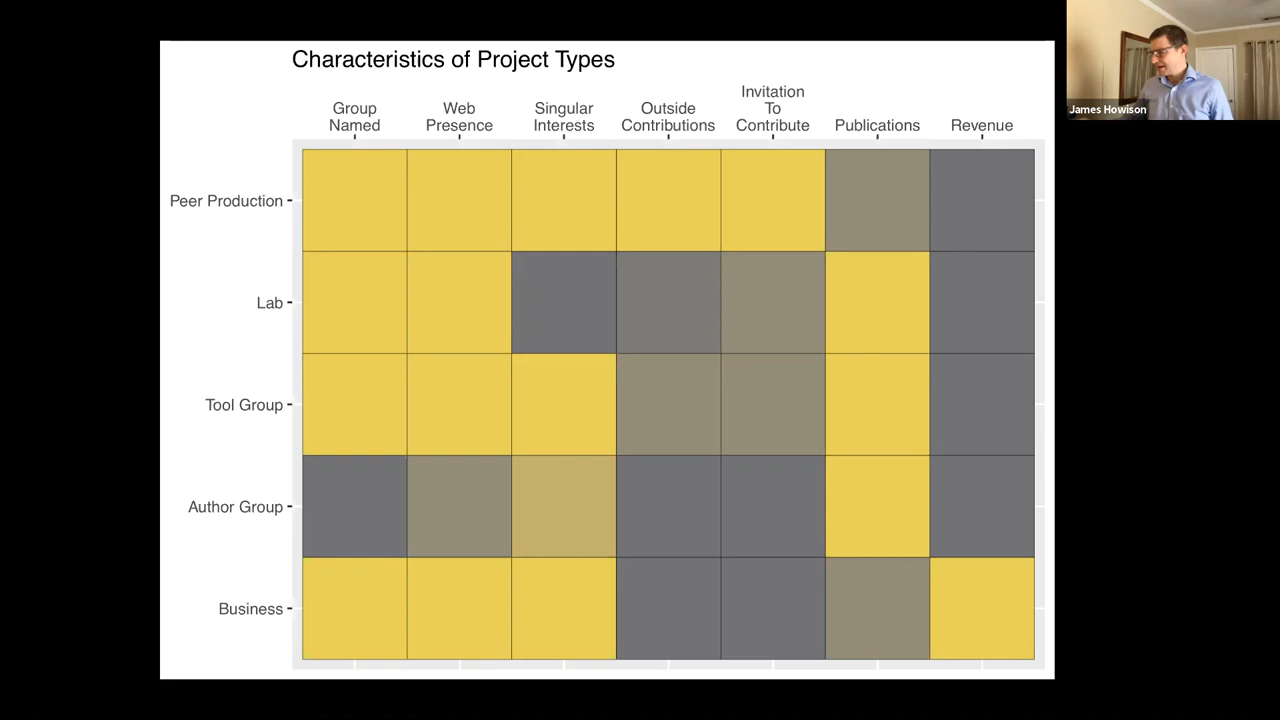 Characteristics of Project Types
Group
Named
Web
Presence
Singular
Interests
Outside
Contributions
Invitation
To
Contribute
Publications
Revenue
Peer Production
Lab
Tool Group
Author Group
Business
James Howison